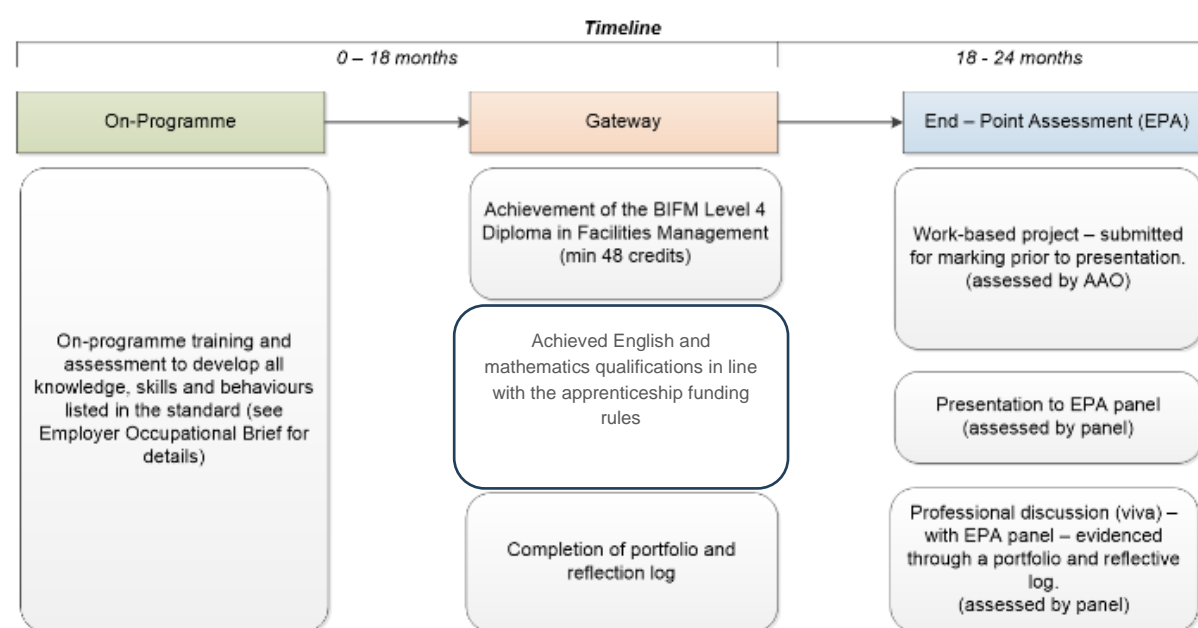 Timeline
0 – 18 months
18 - 24 months
On-Programme
Gateway
End – Point Assessment (EPA)
On-programme training and
assessment to develop all
knowledge, skills and behaviours
listed in the standard (see
Employer Occupational Brief for
details)
Achievement of the BIFM Level 4
Diploma in Facilities Management
(min 48 credits)
Achieved English and
mathematics qualifications in line
with the apprenticeship funding
rules
Completion of portfolio and
reflection log
Work-based project – submitted
for marking prior to presentation.
(assessed by AAO)
Presentation to EPA panel
(assessed by panel)
Professional discussion (viva) –
with EPA panel – evidenced
through a portfolio and reflective
log.
(assessed by panel)